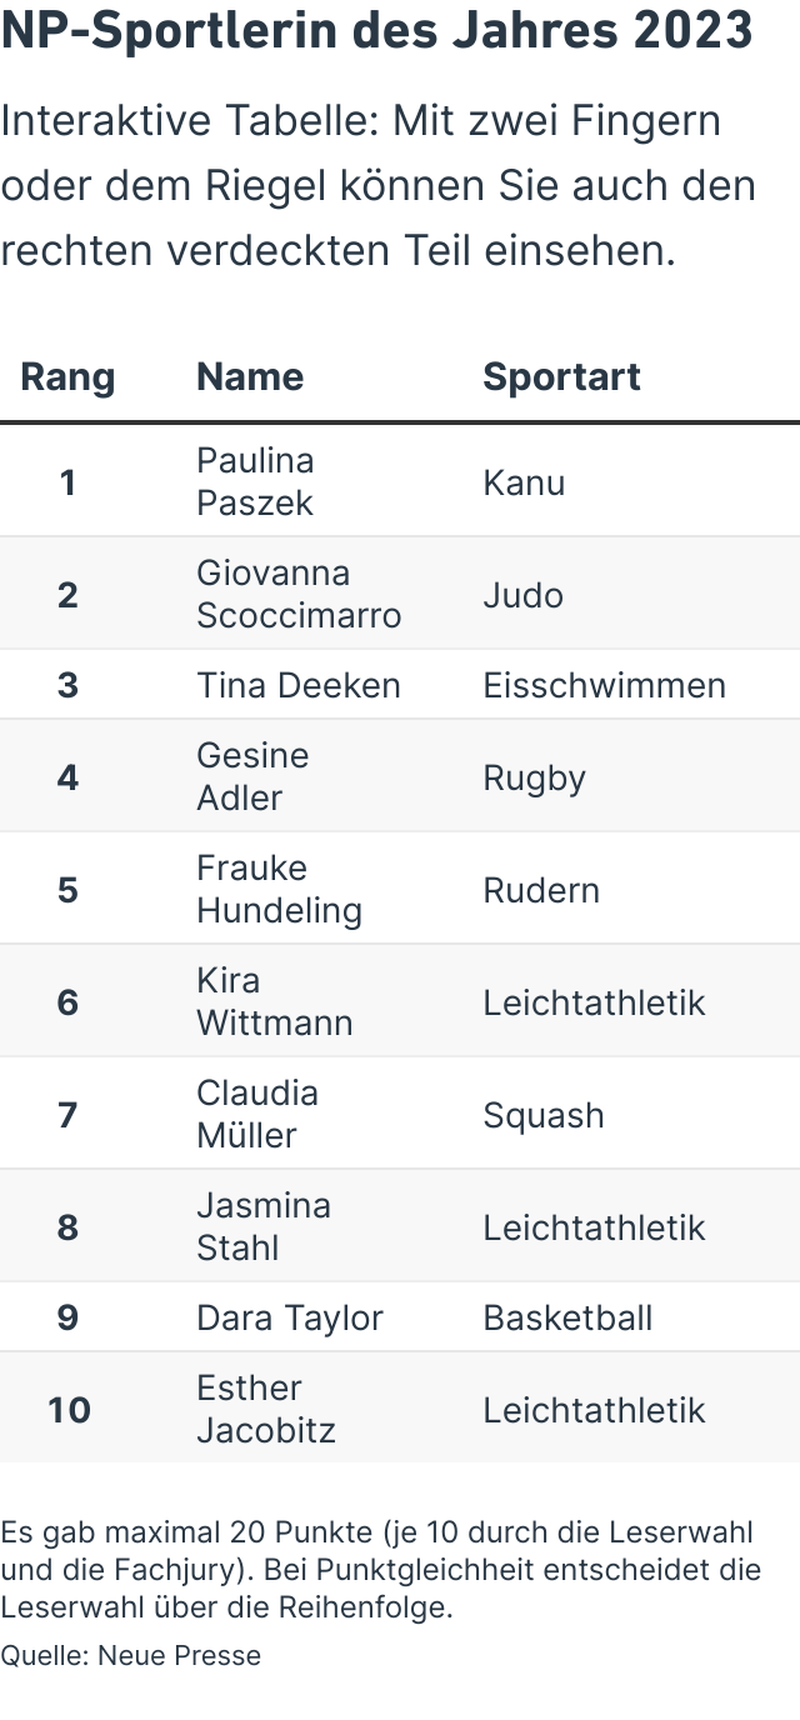 NP-Sportlerin des Jahres 2023
Interaktive Tabelle: Mit zwei Fingern
oder dem Riegel können Sie auch den
rechten verdeckten Teil einsehen.
Rang Name Sportart
1 Paulina Paszek Kanu
2 Giovanna Scoccimarro Judo
3 Tina Deeken Eisschwimmen
4 Gesine Adler Rugby
5 Frauke Hundeling Rudern
6 Kira Wittmann Leichtathletik
7 Claudia Müller Squash
8 Jasmina Stahl Leichtathletik
9 Dara Taylor Basketball
10 Esther Jacobitz Leichtathletik
Es gab maximal 20 Punkte (je 10 durch die Leserwahl
und die Fachjury). Bei Punktgleichheit entscheidet die
Leserwahl über die Reihenfolge.
Quelle: Neue Presse